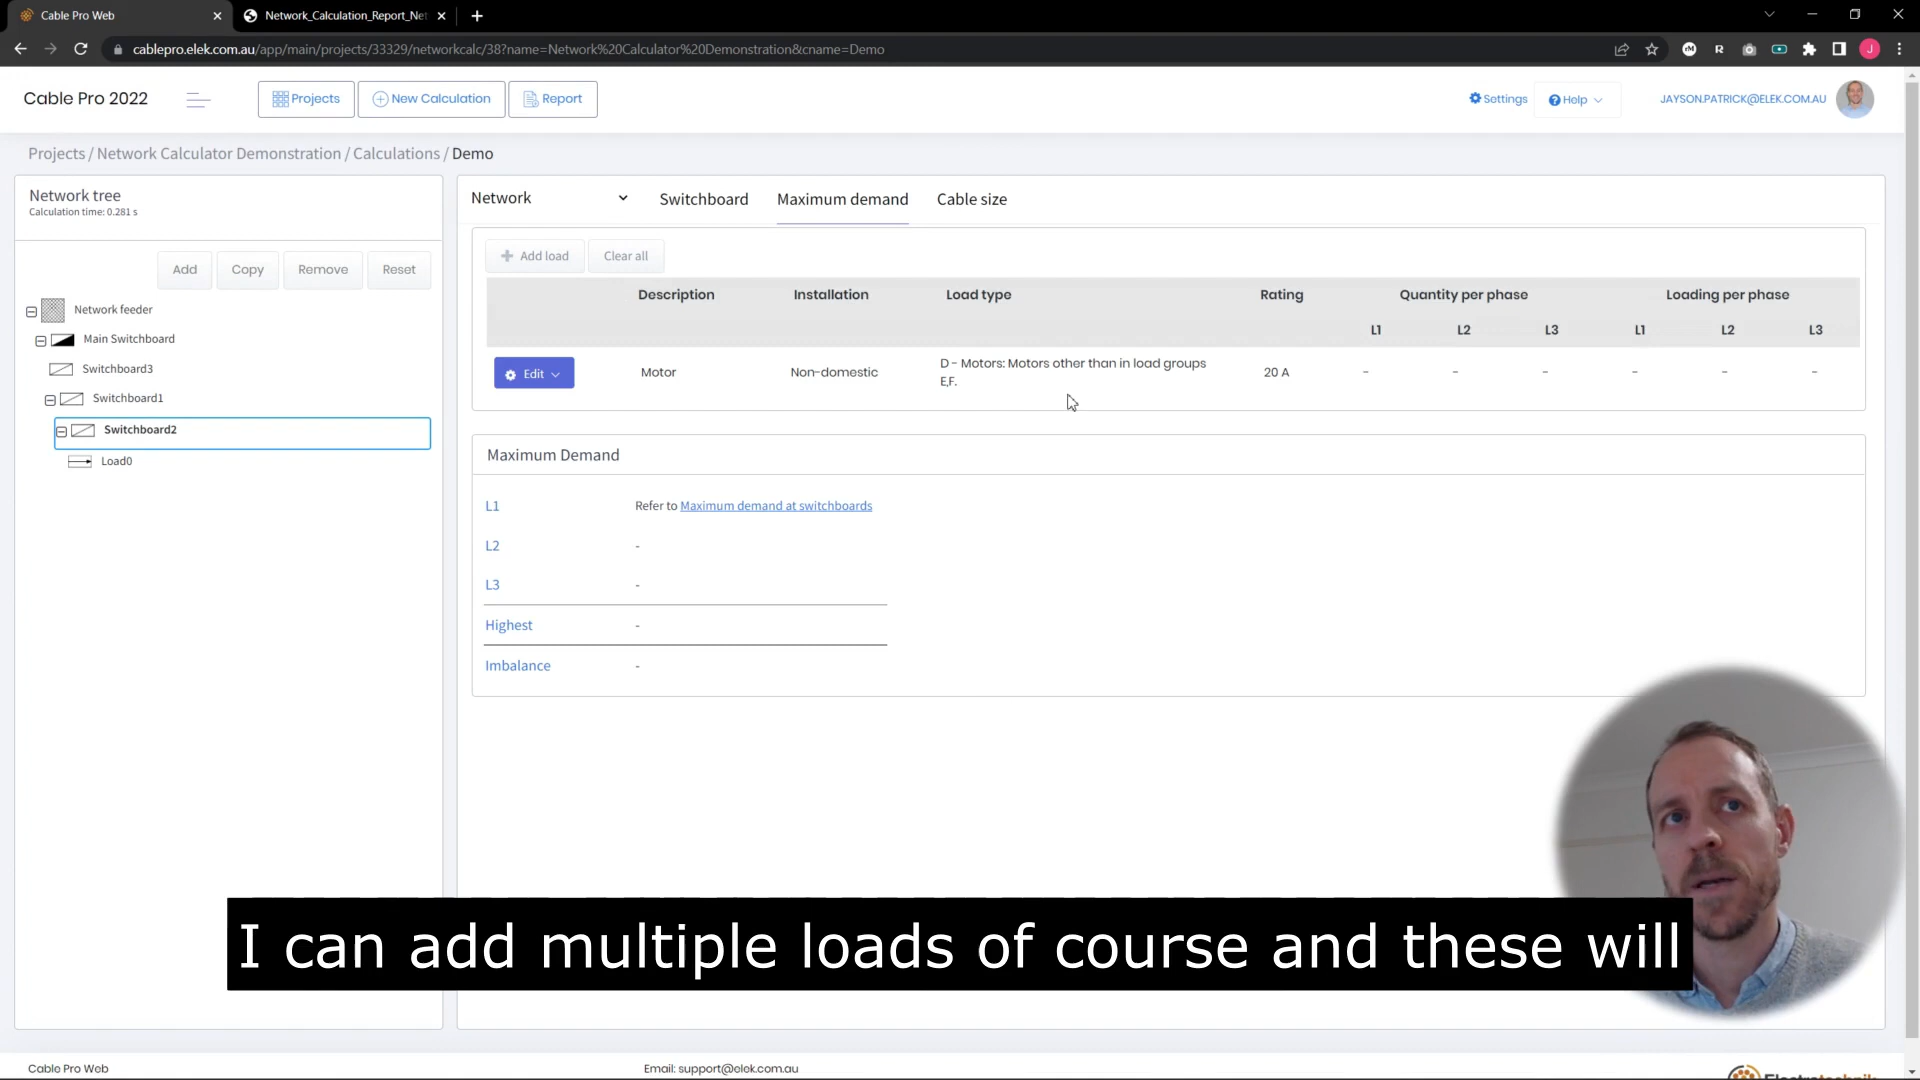 Cable Pro Web
Network_Calculation_Report_Net
cablepro.elek.com.au/app/main/projects/33329/networkcalc/38?name=Network%20Calculator%20Demonstration&cname=Demo
Cable Pro 2022
Projects
New Calculation
Report
Settings
Help
JAYSON.PATRICK@ELEK.COM.AU
Projects / Network Calculator Demonstration / Calculations / Demo
Network tree
Calculation time: 0.281 s
Add
Copy
Remove
Reset
Network feeder
Main Switchboard
Switchboard3
Switchboard1
Switchboard2
Load0
Network
Switchboard
Maximum demand
Cable size
Add load
Clear all
Description
Installation
Load type
Rating
Quantity per phase
Loading per phase
L1 L2 L3 L1 L2 L3
Edit
Motor
Non-domestic
D - Motors: Motors other than in load groups
E,F.
20 A
- - - - - -
Maximum Demand
L1 Refer to Maximum demand at switchboards
L2 -
L3 -
Highest -
Imbalance -
I can add multiple loads of course and these will
Cable Pro Web
Email: support@elek.com.au